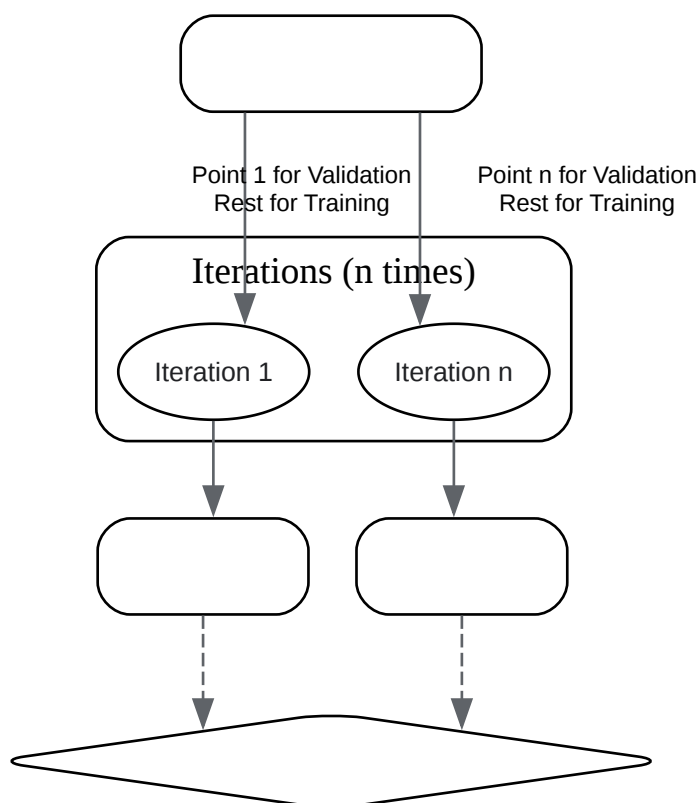 Point 1 for Validation
Rest for Training
Point n for Validation
Rest for Training
Iterations (n times)
Iteration 1
Iteration n